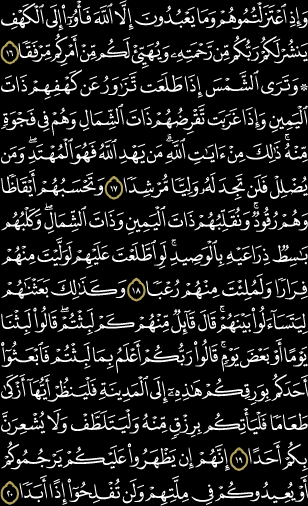 وَإِذِ ٱعْتَزَلْتُمُوهُمْ وَمَا يَعْبُدُونَ إِلَّا ٱللَّهَ فَأْوُۥٓا۟ إِلَى ٱلْكَهْفِ
يَنشُرْ لَكُمْ رَبُّكُم مِّن رَّحْمَتِهِۦ وَيُهَيِّئْ لَكُم مِّنْ أَمْرِكُم مِّرْفَقًا ١٦
۞ وَتَرَى ٱلشَّمْسَ إِذَا طَلَعَت تَّزَٰوَرُ عَن كَهْفِهِمْ ذَاتَ
ٱلْيَمِينِ وَإِذَا غَرَبَت تَّقْرِضُهُمْ ذَاتَ ٱلشِّمَالِ وَهُمْ فِى فَجْوَةٍ
مِّنْهُ ۚ ذَٰلِكَ مِنْ ءَايَٰتِ ٱللَّهِ ۗ مَن يَهْدِ ٱللَّهُ فَهُوَ ٱلْمُهْتَدِ ۖ وَمَن
يُضْلِلْ فَلَن تَجِدَ لَهُۥ وَلِيًّا مُّرْشِدًا ١٧ وَتَحْسَبُهُمْ أَيْقَاظًا
وَهُمْ رُقُودٌ ۚ وَنُقَلِّبُهُمْ ذَاتَ ٱلْيَمِينِ وَذَاتَ ٱلشِّمَالِ ۖ وَكَلْبُهُم
بَٰسِطٌ ذِرَاعَيْهِ بِٱلْوَصِيدِ ۚ لَوِ ٱطَّلَعْتَ عَلَيْهِمْ لَوَلَّيْتَ مِنْهُمْ
فِرَارًا وَلَمُلِئْتَ مِنْهُمْ رُعْبًا ١٨ وَكَذَٰلِكَ بَعَثْنَٰهُمْ
لِيَتَسَآءَلُوا۟ بَيْنَهُمْ ۚ قَالَ قَآئِلٌ مِّنْهُمْ كَمْ لَبِثْتُمْ ۖ قَالُوا۟ لَبِثْنَا
يَوْمًا أَوْ بَعْضَ يَوْمٍ ۚ قَالُوا۟ رَبُّكُمْ أَعْلَمُ بِمَا لَبِثْتُمْ فَٱبْعَثُوٓا۟
حَدَكُم بِوَرِقِكُمْ هَٰذِهِۦٓ إِلَى ٱلْمَدِينَةِ فَلْيَنظُرْ أَيُّهَآ أَزْكَىٰ
طَعَامًا فَلْيَأْتِكُم بِرِزْقٍ مِّنْهُ وَلْيَتَلَطَّفْ وَلَا يُشْعِرَنَّ
بِكُمْ أَحَدًا ١٩ إِنَّهُمْ إِن يَظْهَرُوا۟ عَلَيْكُمْ يَرْجُمُوكُمْ
أَوْ يُعِيدُوكُمْ فِى مِلَّتِهِمْ وَلَن تُفْلِحُوٓا۟ إِذًا أَبَدًا ٢٠